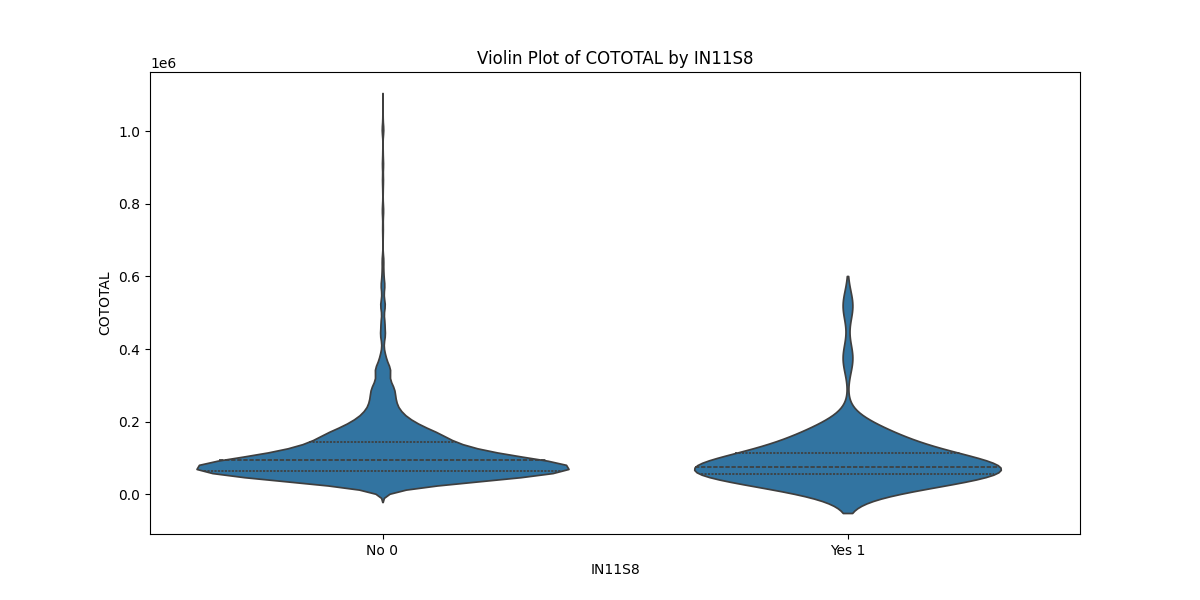 Violin Plot of COTOTAL by IN11S8
1e6
1.0
0.8
0.6
0.4
0.2
0.0
COTOTAL
No 0
Yes 1
IN11S8